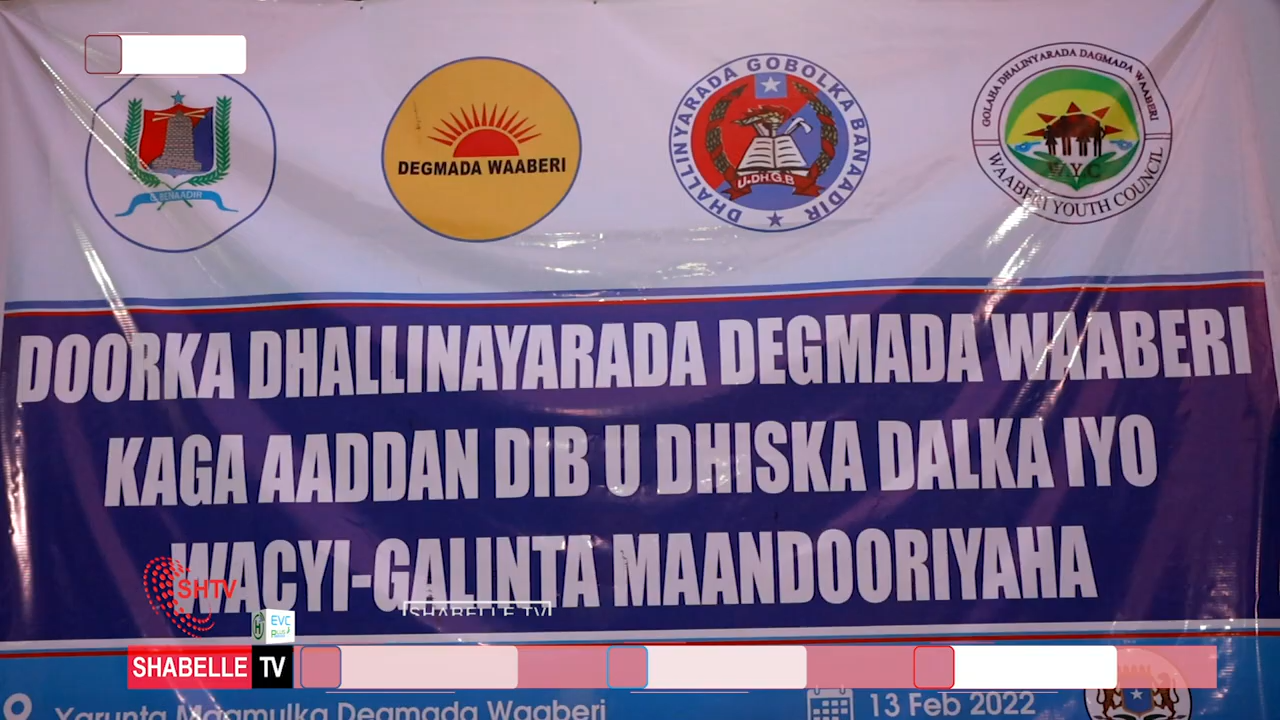 G. BENAADIR
DEGMADA WAABERI
DHALLINYARADA GOBOLKA BANAADIR
U.DH.G.B
GOLAHA DHALINYARADA DAGMADA WAABERI
W.Y.C
WAABERI YOUTH COUNCIL
DOORKA DHALLINAYARADA DEGMADA WAABERI
KAGA AADDAN DIB U DHISKA DALKA IYO
WACYI-GALINTA MAANDOORIYAHA
SHTV
SHABELLE TV
EVC
SHABELLE TV
Xarunta Maamulka Degmada Waaberi
13 Feb 2022